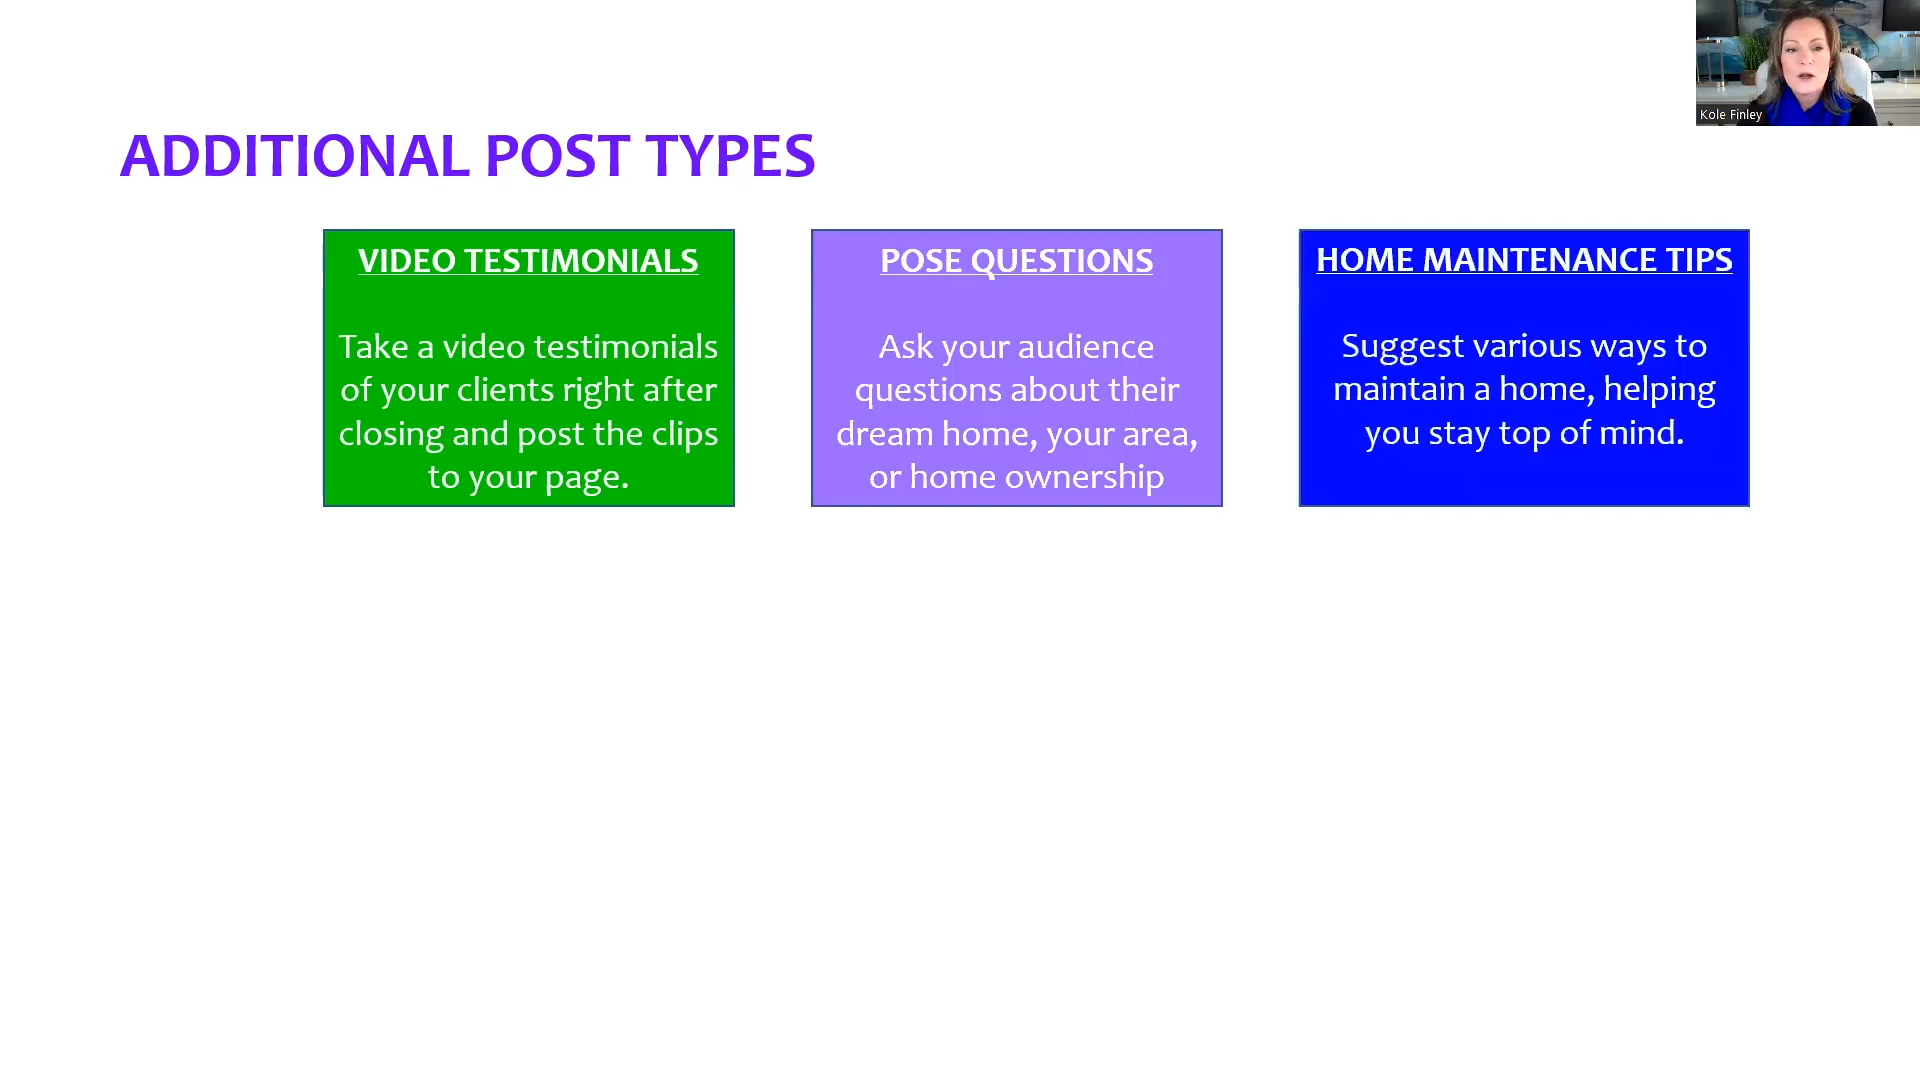 Kole Finley
ADDITIONAL POST TYPES
VIDEO TESTIMONIALS
Take a video testimonials
of your clients right after
closing and post the clips
to your page.
POSE QUESTIONS
Ask your audience
questions about their
dream home, your area,
or home ownership
HOME MAINTENANCE TIPS
Suggest various ways to
maintain a home, helping
you stay top of mind.